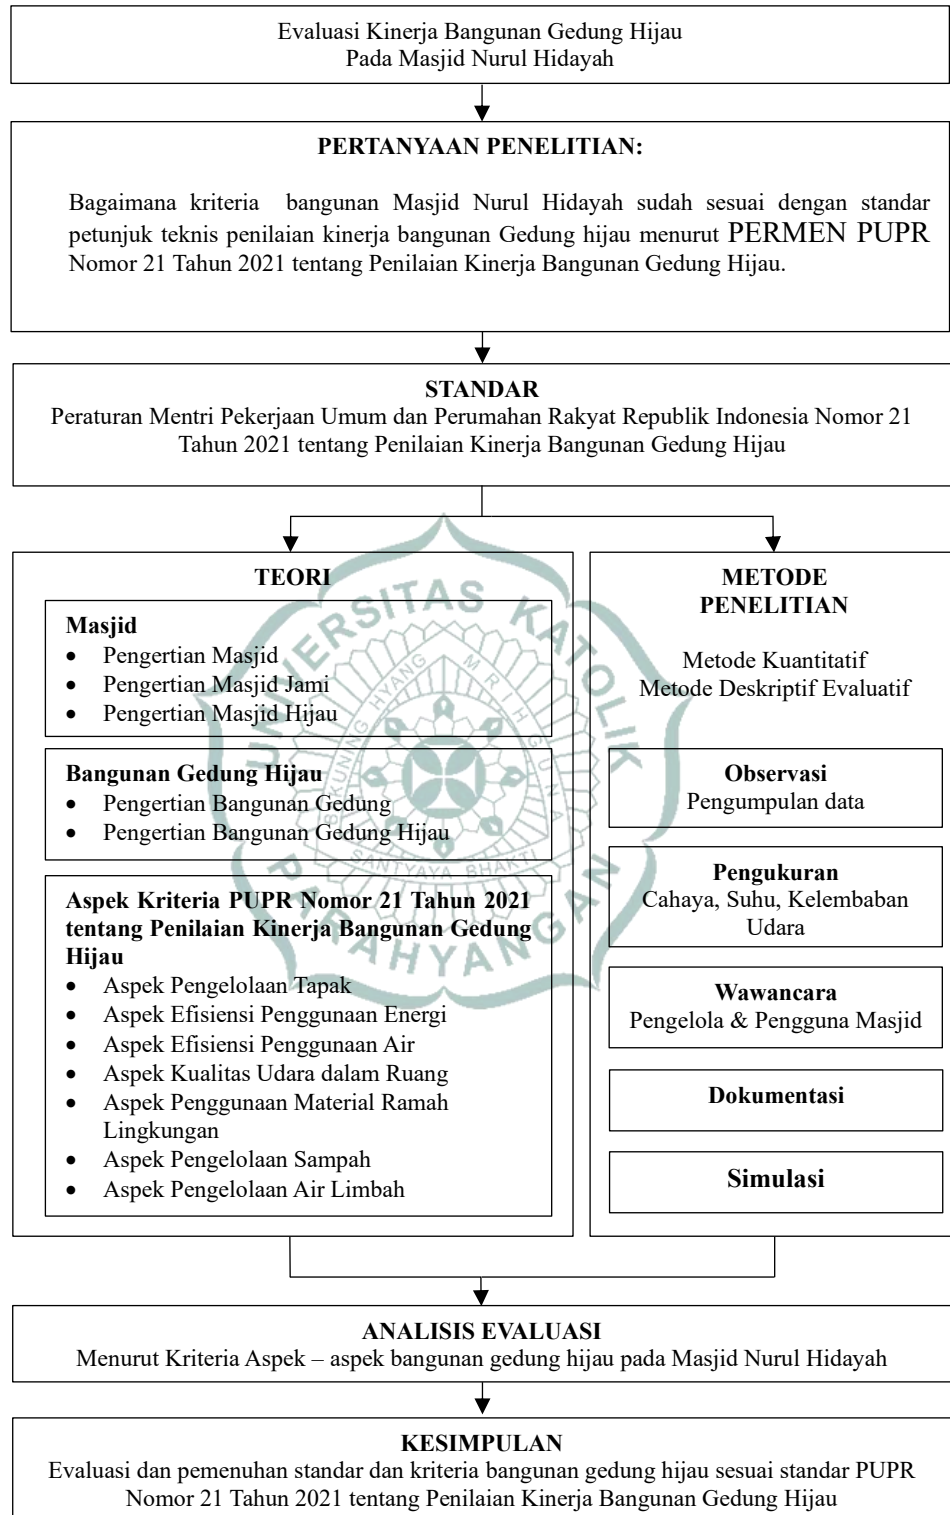 Evaluasi Kinerja Bangunan Gedung Hijau
Pada Masjid Nurul Hidayah
PERTANYAAN PENELITIAN:
Bagaimana kriteria bangunan Masjid Nurul Hidayah sudah sesuai dengan standar
petunjuk teknis penilaian kinerja bangunan Gedung hijau menurut PERMEN PUPR
Nomor 21 Tahun 2021 tentang Penilaian Kinerja Bangunan Gedung Hijau.
STANDAR
Peraturan Mentri Pekerjaan Umum dan Perumahan Rakyat Republik Indonesia Nomor 21
Tahun 2021 tentang Penilaian Kinerja Bangunan Gedung Hijau
TEORI
Masjid
• Pengertian Masjid
• Pengertian Masjid Jami
• Pengertian Masjid Hijau
Bangunan Gedung Hijau
• Pengertian Bangunan Gedung
• Pengertian Bangunan Gedung Hijau
Aspek Kriteria PUPR Nomor 21 Tahun 2021
tentang Penilaian Kinerja Bangunan Gedung
Hijau
• Aspek Pengelolaan Tapak
• Aspek Efisiensi Penggunaan Energi
• Aspek Efisiensi Penggunaan Air
• Aspek Kualitas Udara dalam Ruang
• Aspek Penggunaan Material Ramah
Lingkungan
• Aspek Pengelolaan Sampah
• Aspek Pengelolaan Air Limbah
METODE
PENELITIAN
Metode Kuantitatif
Metode Deskriptif Evaluatif
Observasi
Pengumpulan data
Pengukuran
Cahaya, Suhu, Kelembaban
Udara
Wawancara
Pengelola & Pengguna Masjid
Dokumentasi
Simulasi
ANALISIS EVALUASI
Menurut Kriteria Aspek – aspek bangunan gedung hijau pada Masjid Nurul Hidayah
KESIMPULAN
Evaluasi dan pemenuhan standar dan kriteria bangunan gedung hijau sesuai standar PUPR
Nomor 21 Tahun 2021 tentang Penilaian Kinerja Bangunan Gedung Hijau
UNIVERSITAS KATOLIK
PARAHYANGAN
BAKUNING HYANG MRIH GUNA
SANTYAYA BHAKTI